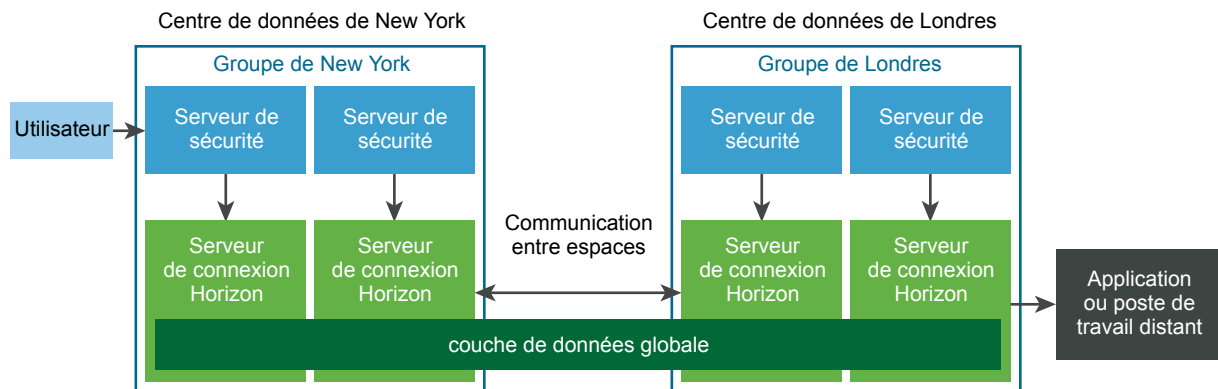 Centre de données de New York
Centre de données de Londres
Groupe de New York
Groupe de Londres
Utilisateur
Serveur de
sécurité
Serveur de
sécurité
Serveur de
sécurité
Serveur de
sécurité
Communication
entre espaces
Serveur
de connexion
Horizon
Serveur
de connexion
Horizon
Serveur
de connexion
Horizon
Serveur
de connexion
Horizon
Application
ou poste de
travail distant
couche de données globale